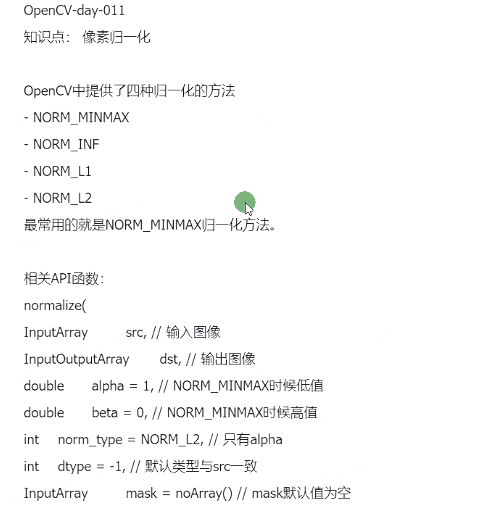 OpenCV-day-011
知识点： 像素归一化
OpenCV中提供了四种归一化的方法
- NORM_MINMAX
- NORM_INF
- NORM_L1
- NORM_L2
最常用的就是NORM_MINMAX归一化方法。
相关API函数：
normalize(
InputArray src, // 输入图像
InputOutputArray dst, // 输出图像
double alpha = 1, // NORM_MINMAX时候低值
double beta = 0, // NORM_MINMAX时候高值
int norm_type = NORM_L2, // 只有alpha
int dtype = -1, // 默认类型与src一致
InputArray mask = noArray() // mask默认值为空